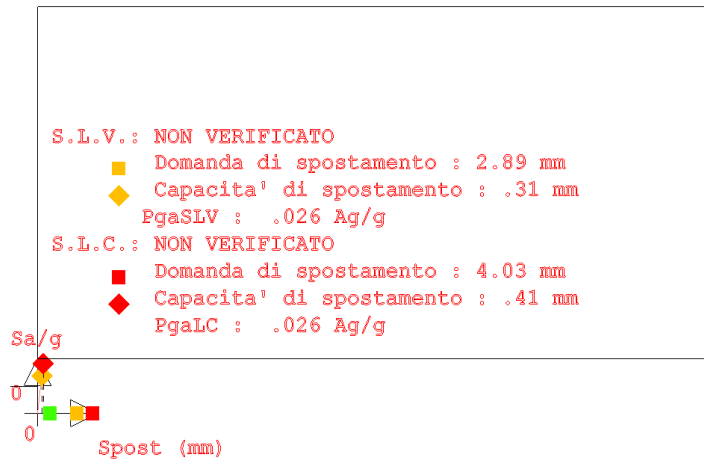 S.L.V.: NON VERIFICATO
Domanda di spostamento : 2.89 mm
Capacita' di spostamento : .31 mm
PgaSLV : .026 Ag/g
S.L.C.: NON VERIFICATO
Domanda di spostamento : 4.03 mm
Capacita' di spostamento : .41 mm
PgaLC : .026 Ag/g
Sa/g
0
0
Spost (mm)